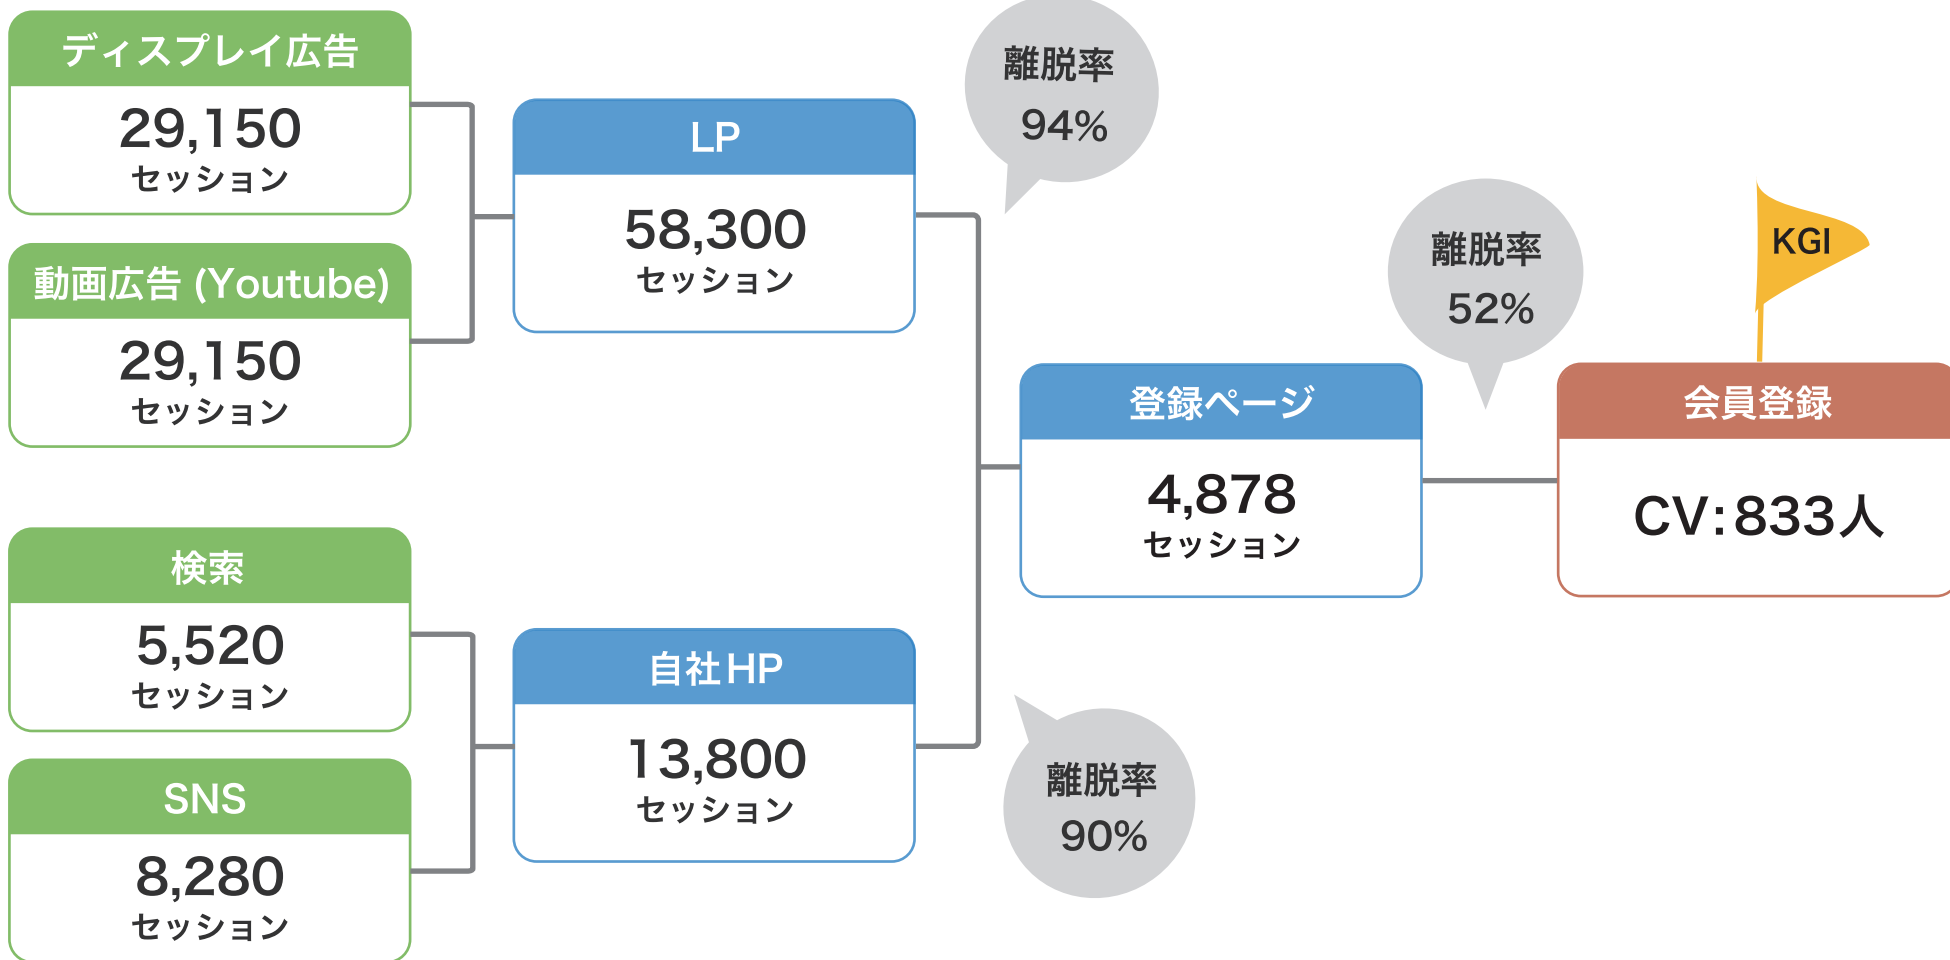 ディスプレイ広告
29,150
セッション
動画広告 (Youtube)
29,150
セッション
LP
58,300
セッション
離脱率
94%
検索
5,520
セッション
SNS
8,280
セッション
自社HP
13,800
セッション
離脱率
90%
登録ページ
4,878
セッション
離脱率
52%
KGI
会員登録
CV:833人